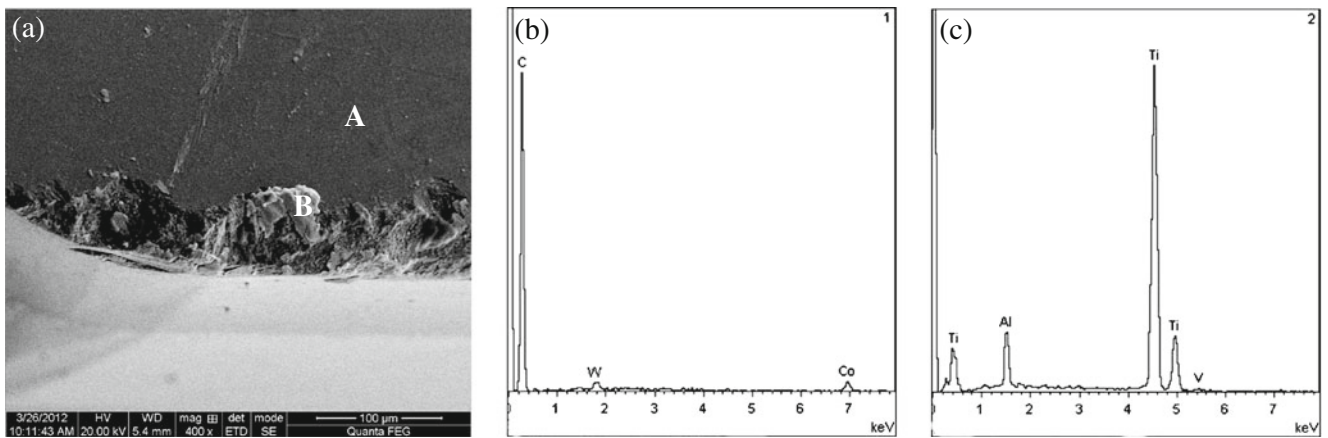 (a)
A
B
3/26/2012 HV WD mag ⊞ det mode 100 µm
10:11:43 AM 20.00 kV 5.4 mm 400 x ETD SE Quanta FEG
(b)
1
C
W
Co
0 1 2 3 4 5 6 7
keV
(c)
2
Ti
Ti
Al
Ti
V
0 1 2 3 4 5 6 7
keV